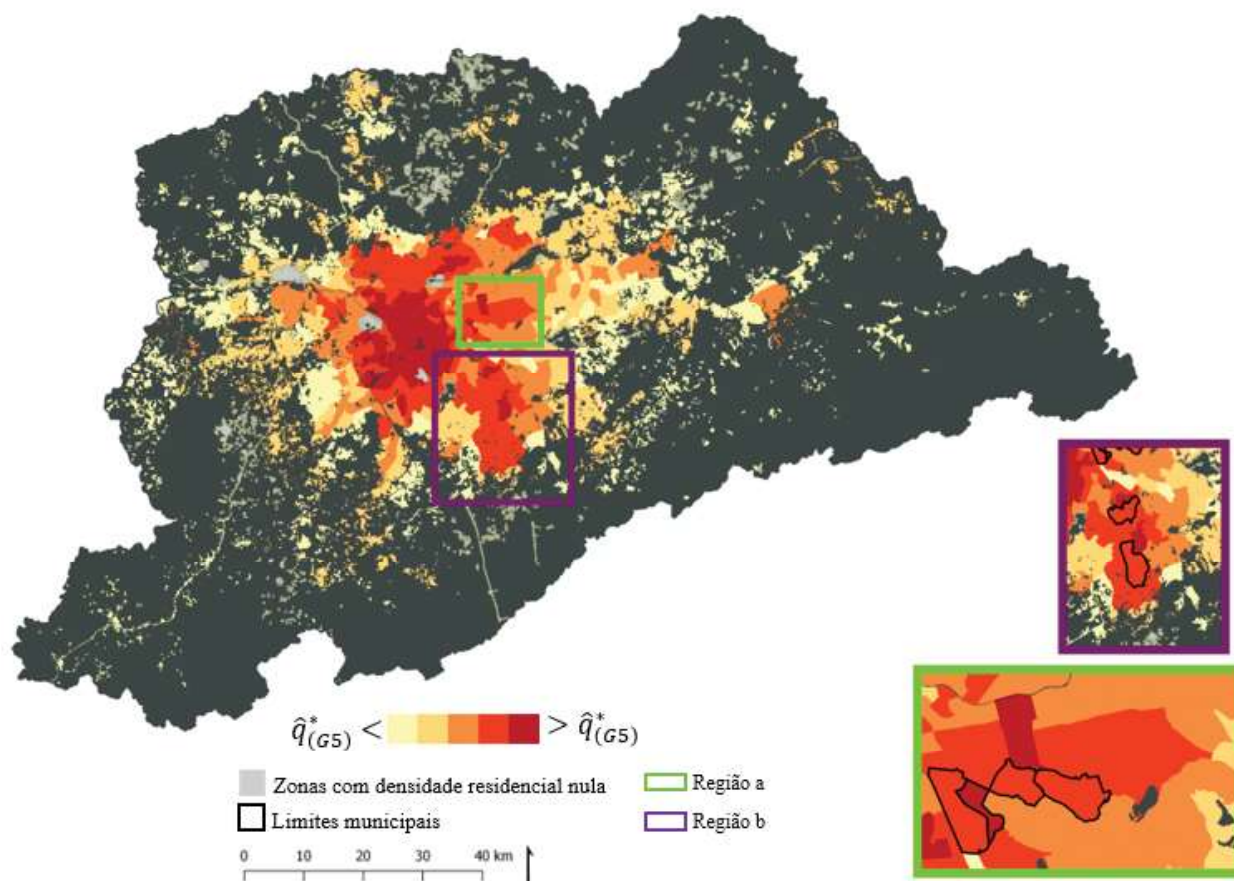 q̂*(G5) < > q̂*(G5)
Zonas com densidade residencial nula
Limites municipais
Região a
Região b
0 10 20 30 40 km